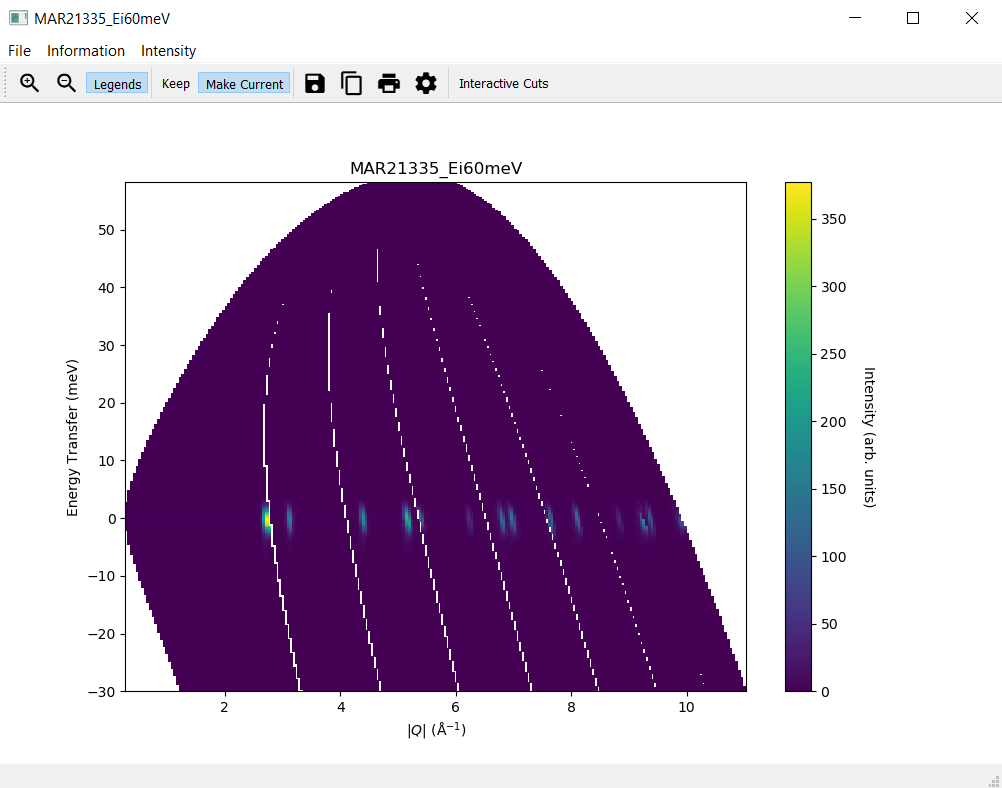 MAR21335_Ei60meV
File Information Intensity
Legends Keep Make Current Interactive Cuts
MAR21335_Ei60meV
Energy Transfer (meV)
50
40
30
20
10
0
−10
−20
−30
2 4 6 8 10
|Q| (Å⁻¹)
350
300
250
200
150
100
50
0
Intensity (arb. units)